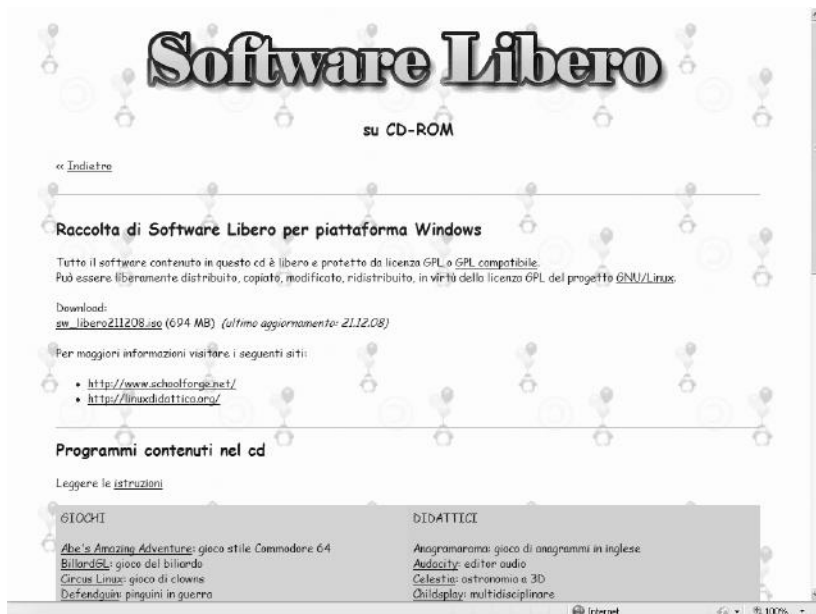 Software Libero
su CD-ROM
« Indietro
Raccolta di Software Libero per piattaforma Windows
Tutto il software contenuto in questo cd è libero e protetto da licenza GPL o GPL compatibile.
Può essere liberamente distribuito, copiato, modificato, ridistribuito, in virtù della licenza GPL del progetto GNU/Linux.
Download:
sw_libero211208.iso (694 MB) (ultimo aggiornamento: 21.12.08)
Per maggiori informazioni visitare i seguenti siti:
• http://www.schoolforge.net/
• http://linuxdidattica.org/
Programmi contenuti nel cd
Leggere le istruzioni
GIOCHI
Abe's Amazing Adventure: gioco stile Commodore 64
BillardGL: gioco del biliardo
Circus Linux: gioco di clowns
Defendguin: pinguini in guerra
DIDATTICI
Anagramarama: gioco di anagrammi in inglese
Audacity: editor audio
Celestia: astronomia a 3D
Childsplay: multidisciplinare
Internet
100%